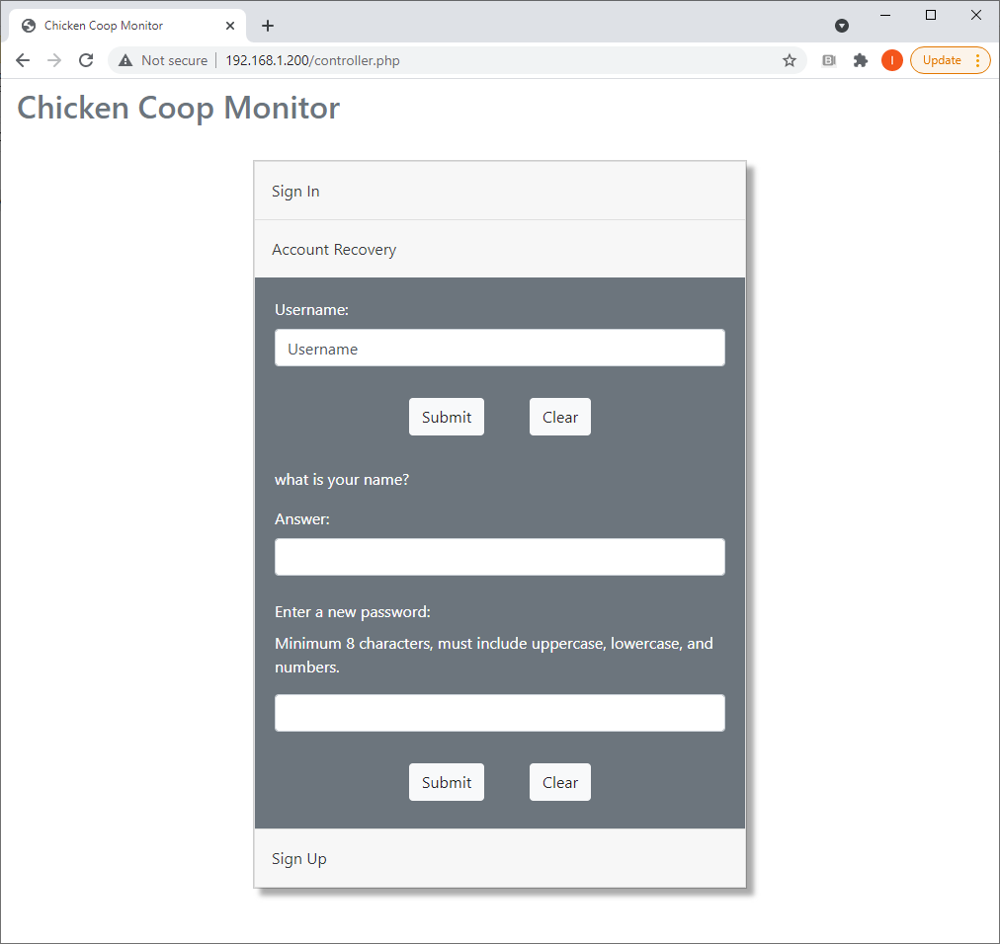 Chicken Coop Monitor
Not secure 192.168.1.200/controller.php
I
Update
Chicken Coop Monitor
Sign In
Account Recovery
Username:
Username
Submit Clear
what is your name?
Answer:
Enter a new password:
Minimum 8 characters, must include uppercase, lowercase, and
numbers.
Submit Clear
Sign Up